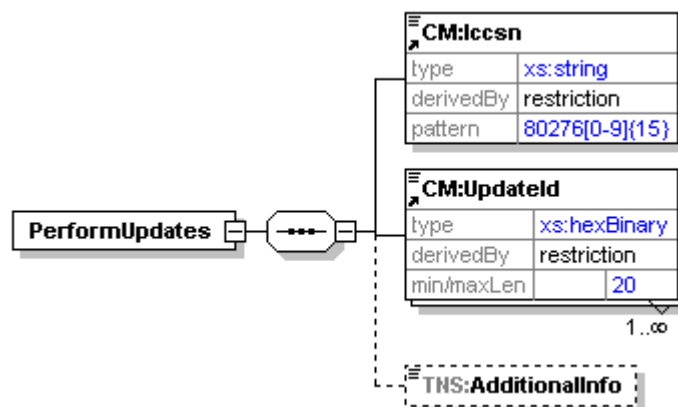 CM:Iccsn
type xs:string
derivedBy restriction
pattern 80276[0-9]{15}
CM:UpdateId
type xs:hexBinary
derivedBy restriction
min/maxLen 20
1..∞
PerformUpdates
TNS:AdditionalInfo